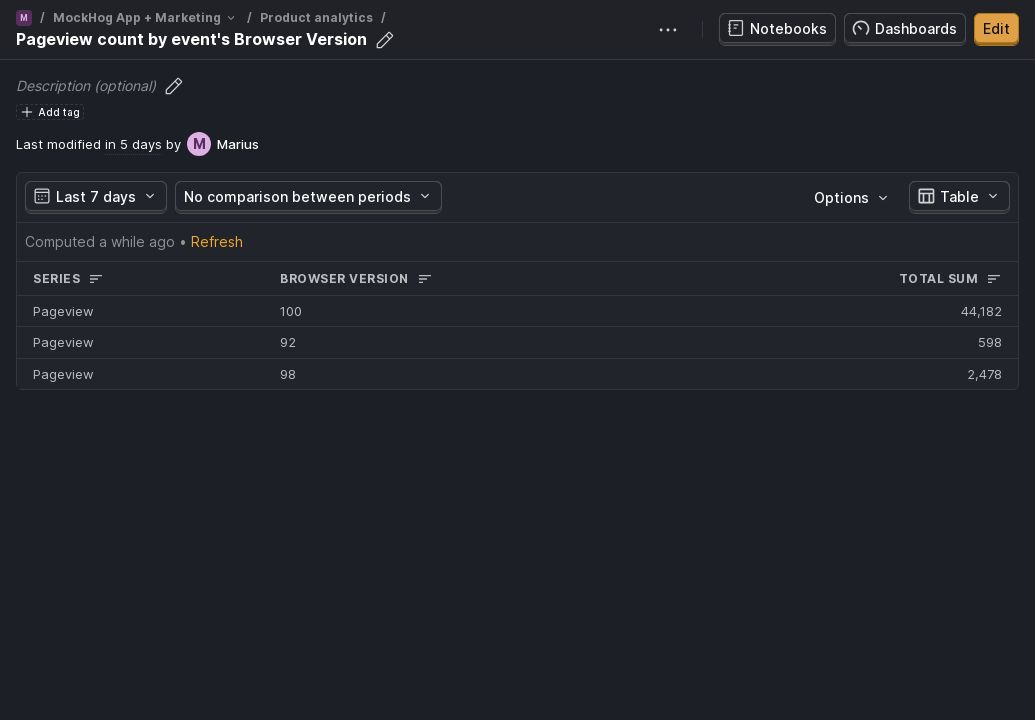 M / MockHog App + Marketing / Product analytics /
Pageview count by event's Browser Version
Notebooks Dashboards Edit
Description (optional)
Add tag
Last modified in 5 days by M Marius
Last 7 days No comparison between periods Options Table
Computed a while ago • Refresh
SERIES BROWSER VERSION TOTAL SUM
Pageview 100 44,182
Pageview 92 598
Pageview 98 2,478